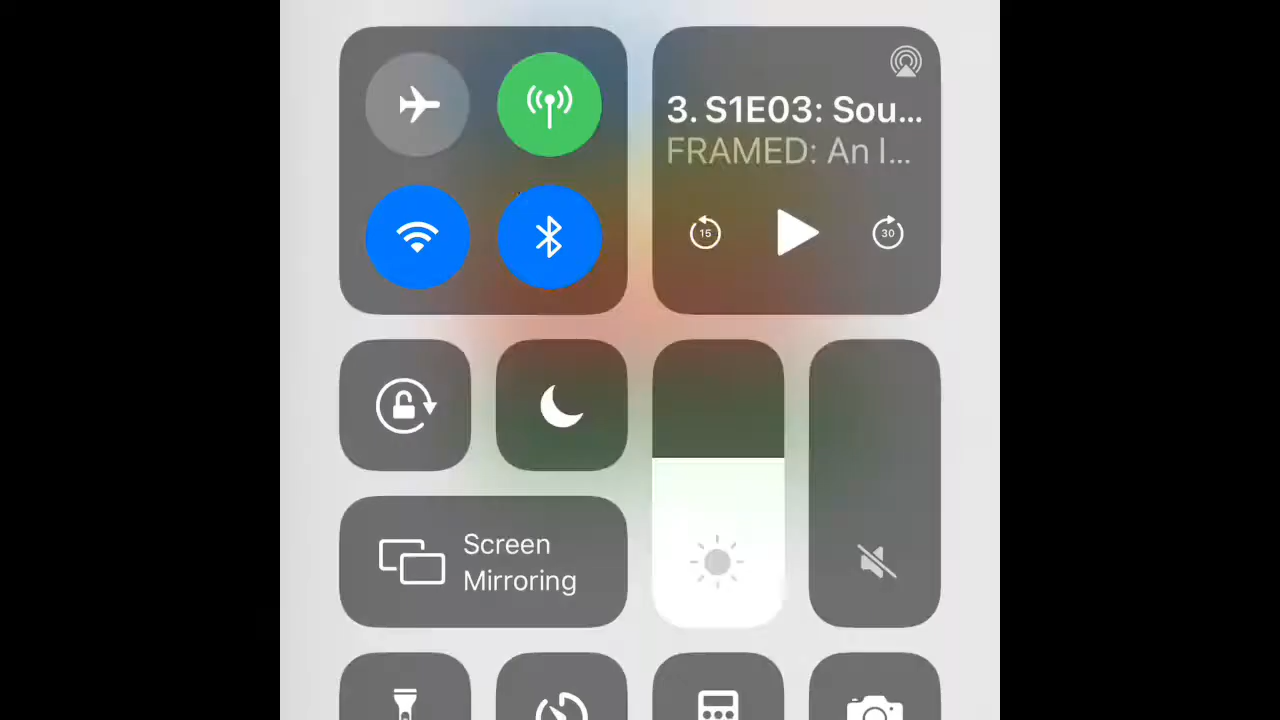 3. S1E03: Sou...
FRAMED: An I...
15
30
Screen
Mirroring